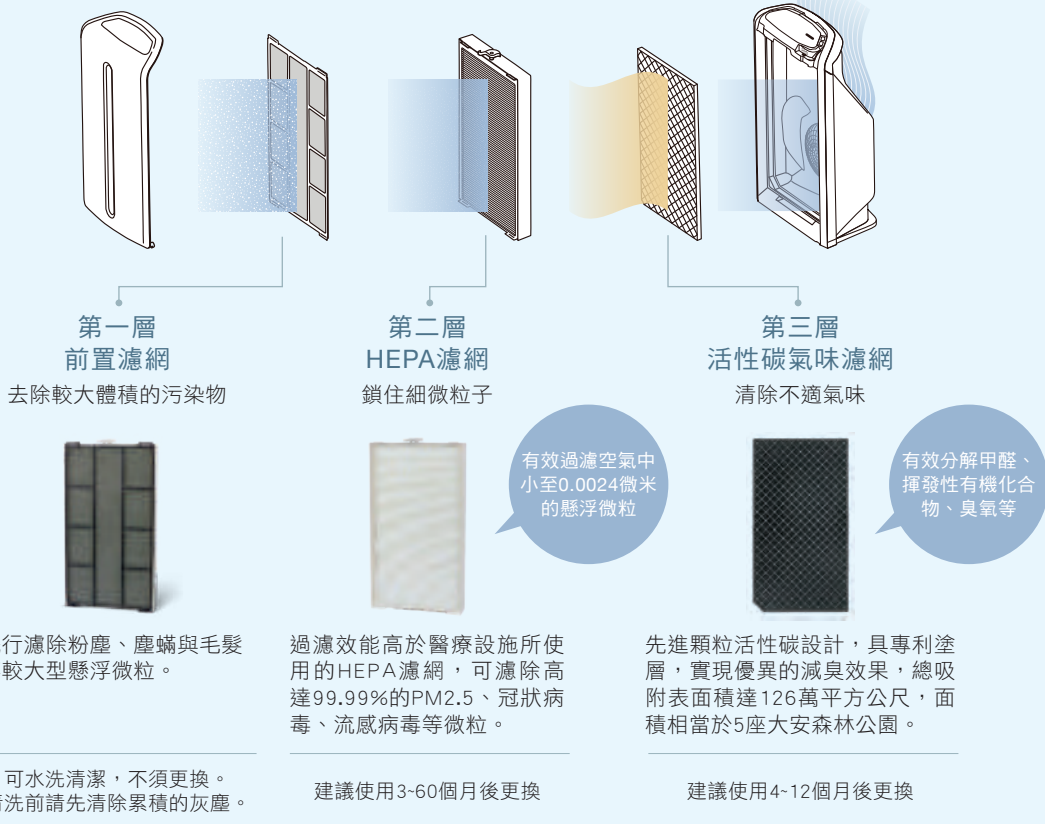 第一層
前置濾網
去除較大體積的污染物
行濾除粉塵、塵蟎與毛髮
較大型懸浮微粒。
可水洗清潔，不須更換。
洗前請先清除累積的灰塵。
第二層
HEPA濾網
鎖住細微粒子
有效過濾空氣中
小至0.0024微米
的懸浮微粒
過濾效能高於醫療設施所使
用的HEPA濾網，可濾除高
達99.99%的PM2.5、冠狀病
毒、流感病毒等微粒。
建議使用3~60個月後更換
第三層
活性碳氣味濾網
清除不適氣味
有效分解甲醛、
揮發性有機化合
物、臭氧等
先進顆粒活性碳設計，具專利塗
層，實現優異的減臭效果，總吸
附表面積達126萬平方公尺，面
積相當於5座大安森林公園。
建議使用4~12個月後更換